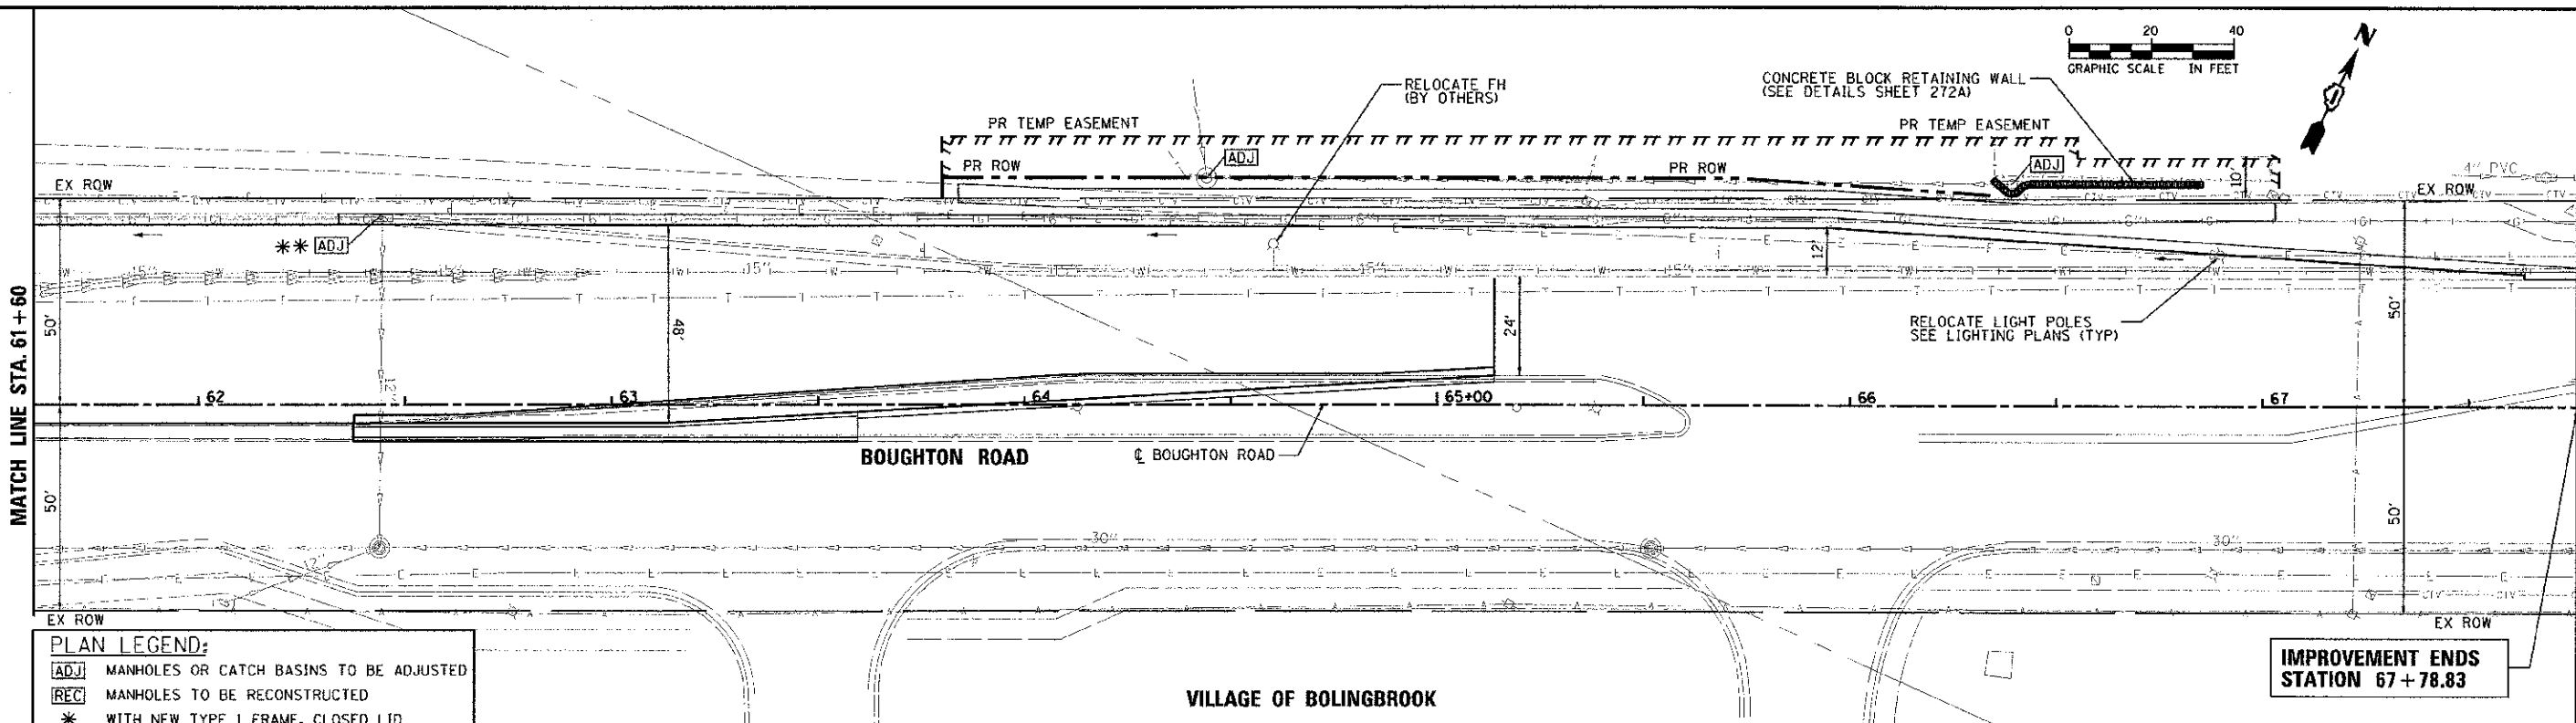 0 20 40
GRAPHIC SCALE IN FEET
N
RELOCATE FH
(BY OTHERS)
CONCRETE BLOCK RETAINING WALL
(SEE DETAILS SHEET 272A)
PR TEMP EASEMENT
PR TEMP EASEMENT
ADJ
ADJ
PR ROW
PR ROW
10'
4" PVC
EX ROW
EX ROW
** ADJ
12'
15"
15"
15"
15"
48'
24'
50'
50'
RELOCATE LIGHT POLES
SEE LIGHTING PLANS (TYP)
MATCH LINE STA. 61+60
62 63 64 65+00 66 67
BOUGHTON ROAD
℄ BOUGHTON ROAD
50'
50'
12"
12"
30"
30"
EX ROW
EX ROW
PLAN LEGEND:
ADJ MANHOLES OR CATCH BASINS TO BE ADJUSTED
REC MANHOLES TO BE RECONSTRUCTED
* WITH NEW TYPE 1 FRAME, CLOSED LID
VILLAGE OF BOLINGBROOK
IMPROVEMENT ENDS
STATION 67+78.83